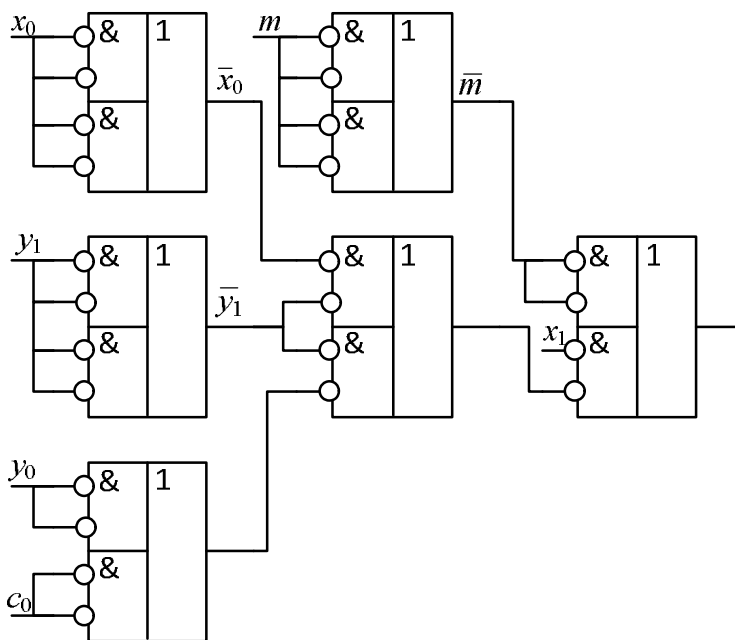 x₀ & 1 m & 1
x̄₀ m̄
& &
y₁ & 1 & 1 & 1
ȳ₁
& & x₁ &
y₀ & 1
&
c₀